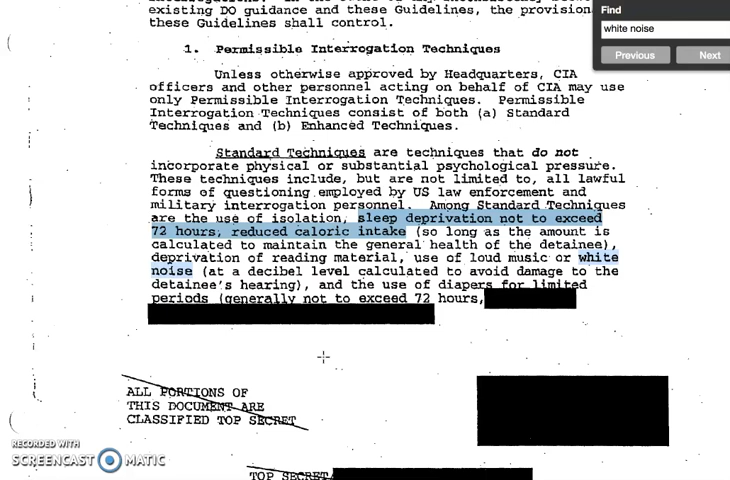 existing DO guidance and these Guidelines, the provision
these Guidelines shall control.
Find
white noise
Previous
Next
1. Permissible Interrogation Techniques
Unless otherwise approved by Headquarters, CIA
officers and other personnel acting on behalf of CIA may use
only Permissible Interrogation Techniques. Permissible
Interrogation Techniques consist of both (a) Standard
Techniques and (b) Enhanced Techniques.
Standard Techniques are techniques that do not
incorporate physical or substantial psychological pressure.
These techniques include, but are not limited to, all lawful
forms of questioning employed by US law enforcement and
military interrogation personnel. Among Standard Techniques
are the use of isolation, sleep deprivation not to exceed
72 hours, reduced caloric intake (so long as the amount is
calculated to maintain the general health of the detainee),
deprivation of reading material, use of loud music or white
noise (at a decibel level calculated to avoid damage to the
detainee's hearing), and the use of diapers for limited
periods (generally not to exceed 72 hours,
ALL PORTIONS OF
THIS DOCUMENT ARE
CLASSIFIED TOP SECRET
RECORDED WITH
SCREENCAST MATIC
TOP SECRET